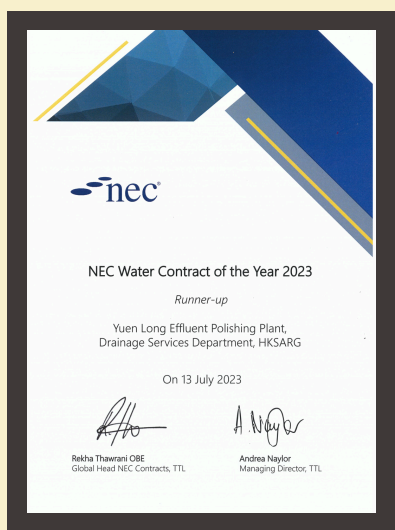 nec®
NEC Water Contract of the Year 2023
Runner-up
Yuen Long Effluent Polishing Plant,
Drainage Services Department, HKSARG
On 13 July 2023
A. Naylor
Rekha Thawrani OBE
Global Head NEC Contracts, TTL
Andrea Naylor
Managing Director, TTL